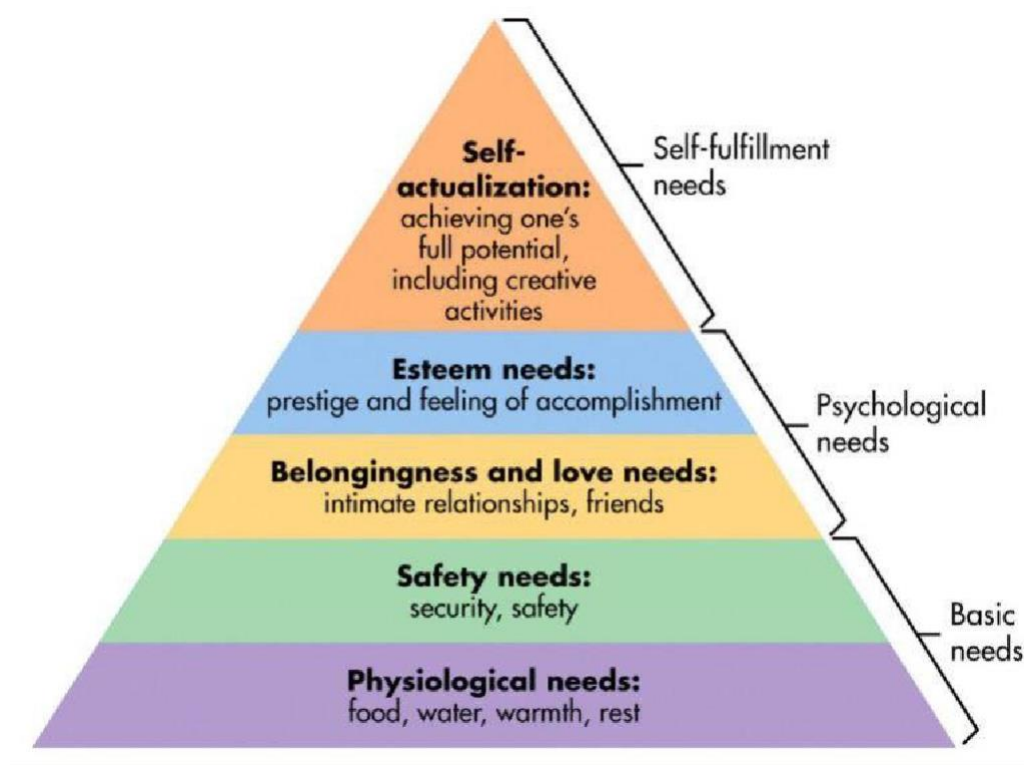 Self-
actualization:
achieving one's
full potential,
including creative
activities
Self-fulfillment
needs
Esteem needs:
prestige and feeling of accomplishment
Belongingness and love needs:
intimate relationships, friends
Psychological
needs
Safety needs:
security, safety
Physiological needs:
food, water, warmth, rest
Basic
needs